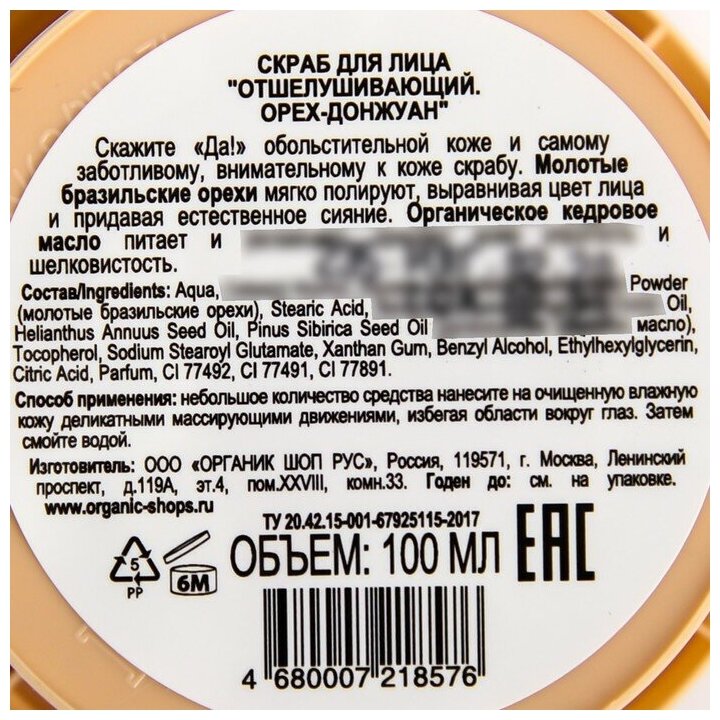 СКРАБ ДЛЯ ЛИЦА
"ОТШЕЛУШИВАЮЩИЙ.
ОРЕХ-ДОНЖУАН"
Скажите «Да!» обольстительной коже и самому
заботливому, внимательному к коже скрабу. Молотые
бразильские орехи мягко полируют, выравнивая цвет лица
и придавая естественное сияние. Органическое кедровое
масло питает и и
шелковистость.
Состав/Ingredients: Aqua, Powder
(молотые бразильские орехи), Stearic Acid, Oil,
Helianthus Annuus Seed Oil, Pinus Sibirica Seed Oil масло),
Tocopherol, Sodium Stearoyl Glutamate, Xanthan Gum, Benzyl Alcohol, Ethylhexylglycerin,
Citric Acid, Parfum, CI 77492, CI 77491, CI 77891.
Способ применения: небольшое количество средства нанесите на очищенную влажную
кожу деликатными массирующими движениями, избегая области вокруг глаз. Затем
смойте водой.
Изготовитель: ООО «ОРГАНИК ШОП РУС», Россия, 119571, г. Москва, Ленинский
проспект, д.119А, эт.4, пом.XXVIII, комн.33. Годен до: см. на упаковке.
www.organic-shops.ru
ТУ 20.42.15-001-67925115-2017
5
PP
6М
ОБЪЕМ: 100 МЛ
EAC
4 680007 218576